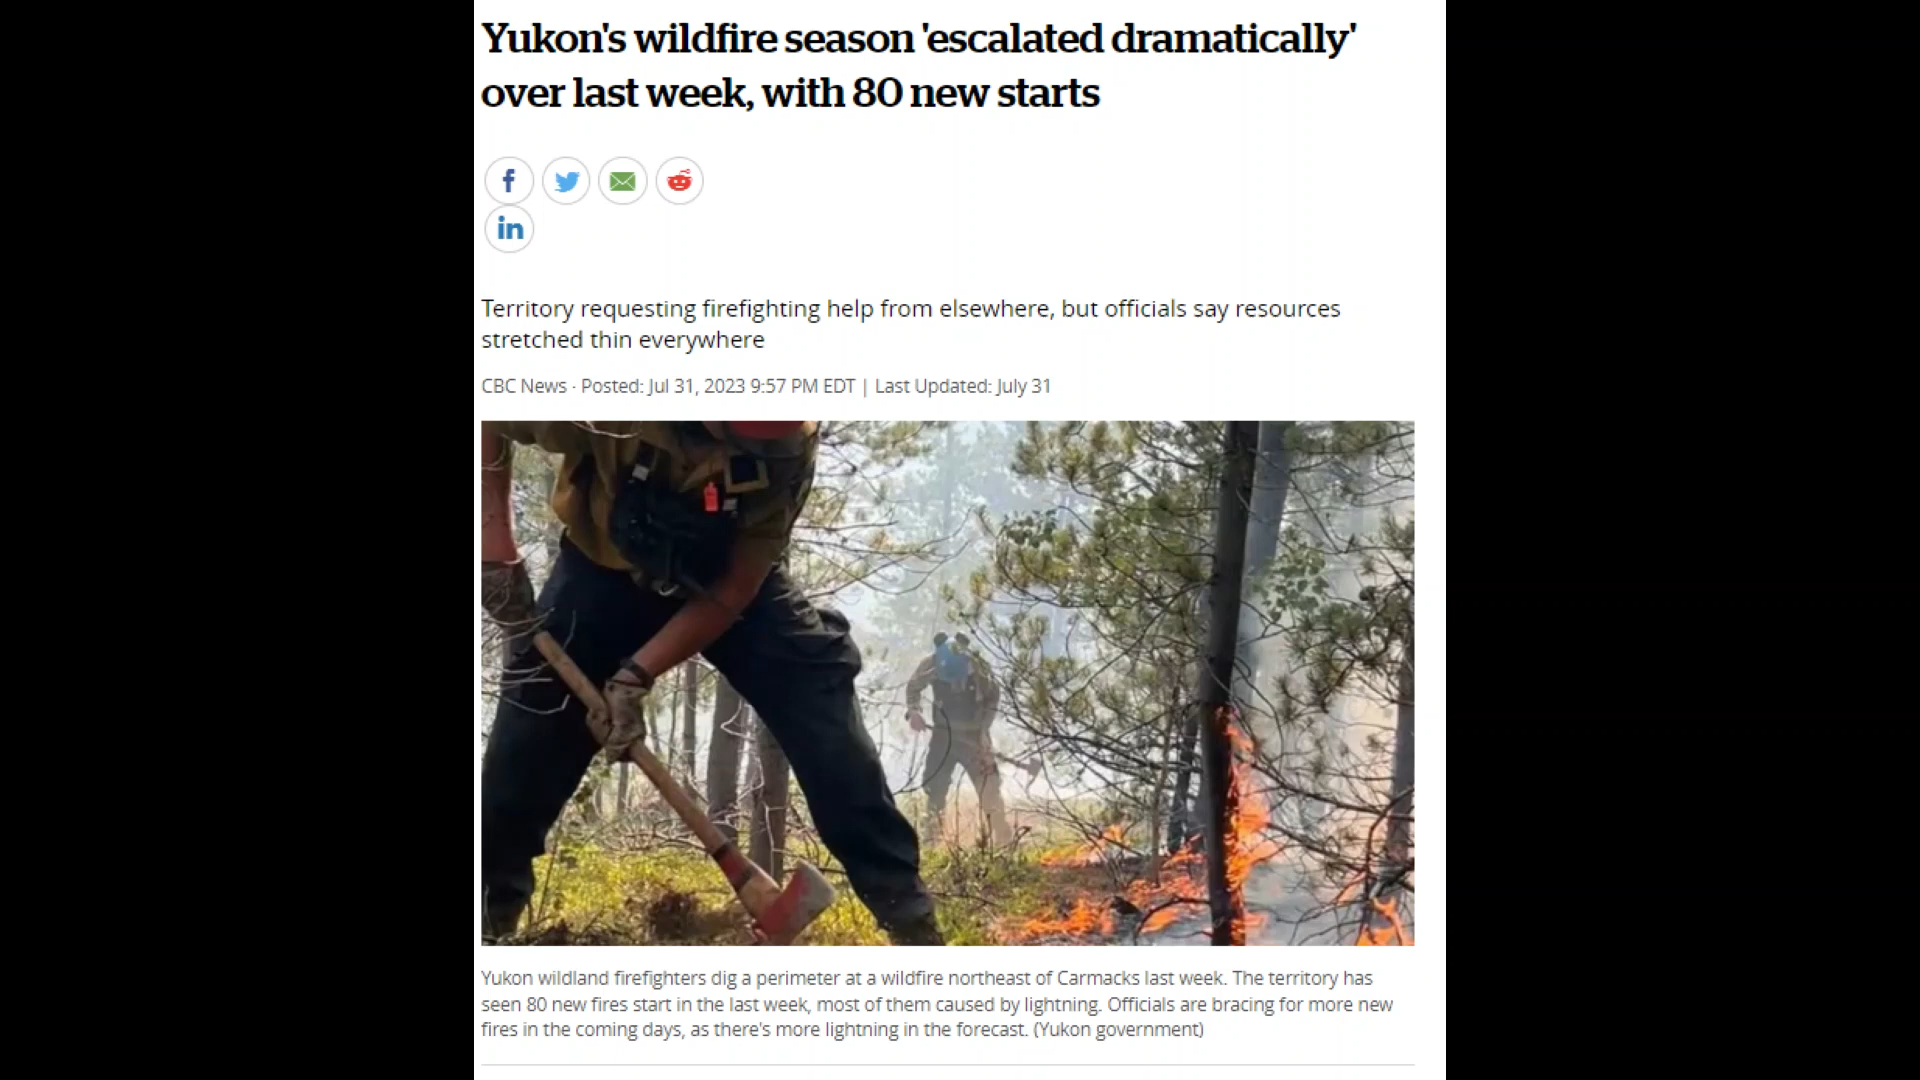 Yukon's wildfire season 'escalated dramatically'
over last week, with 80 new starts
f
in
Territory requesting firefighting help from elsewhere, but officials say resources
stretched thin everywhere
CBC News · Posted: Jul 31, 2023 9:57 PM EDT | Last Updated: July 31
Yukon wildland firefighters dig a perimeter at a wildfire northeast of Carmacks last week. The territory has
seen 80 new fires start in the last week, most of them caused by lightning. Officials are bracing for more new
fires in the coming days, as there's more lightning in the forecast. (Yukon government)